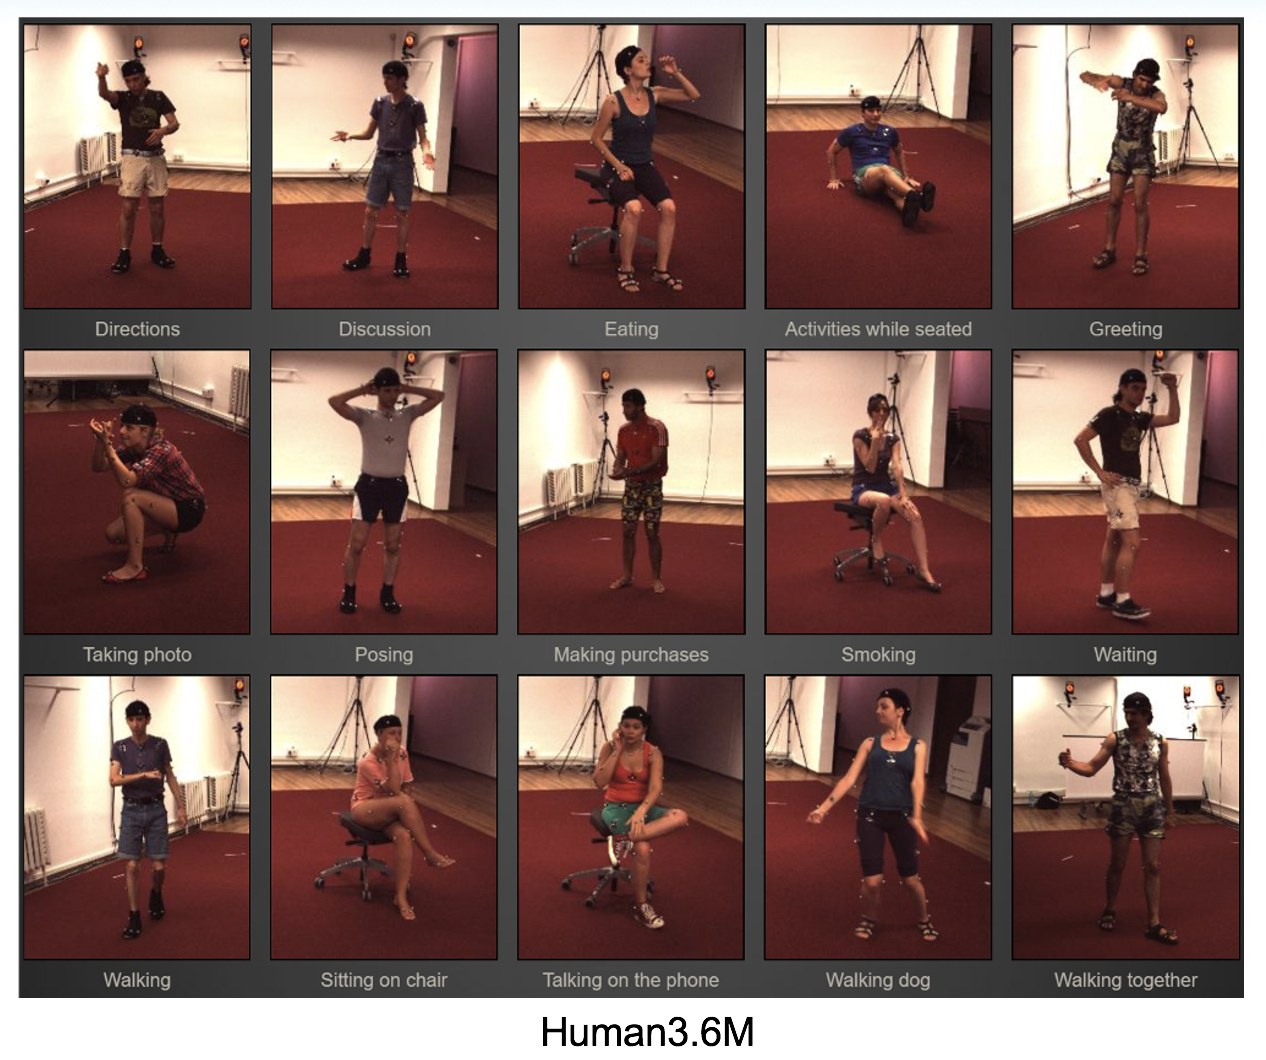 Directions
Discussion
Eating
Activities while seated
Greeting
Taking photo
Posing
Making purchases
Smoking
Waiting
Walking
Sitting on chair
Talking on the phone
Walking dog
Walking together
Human3.6M